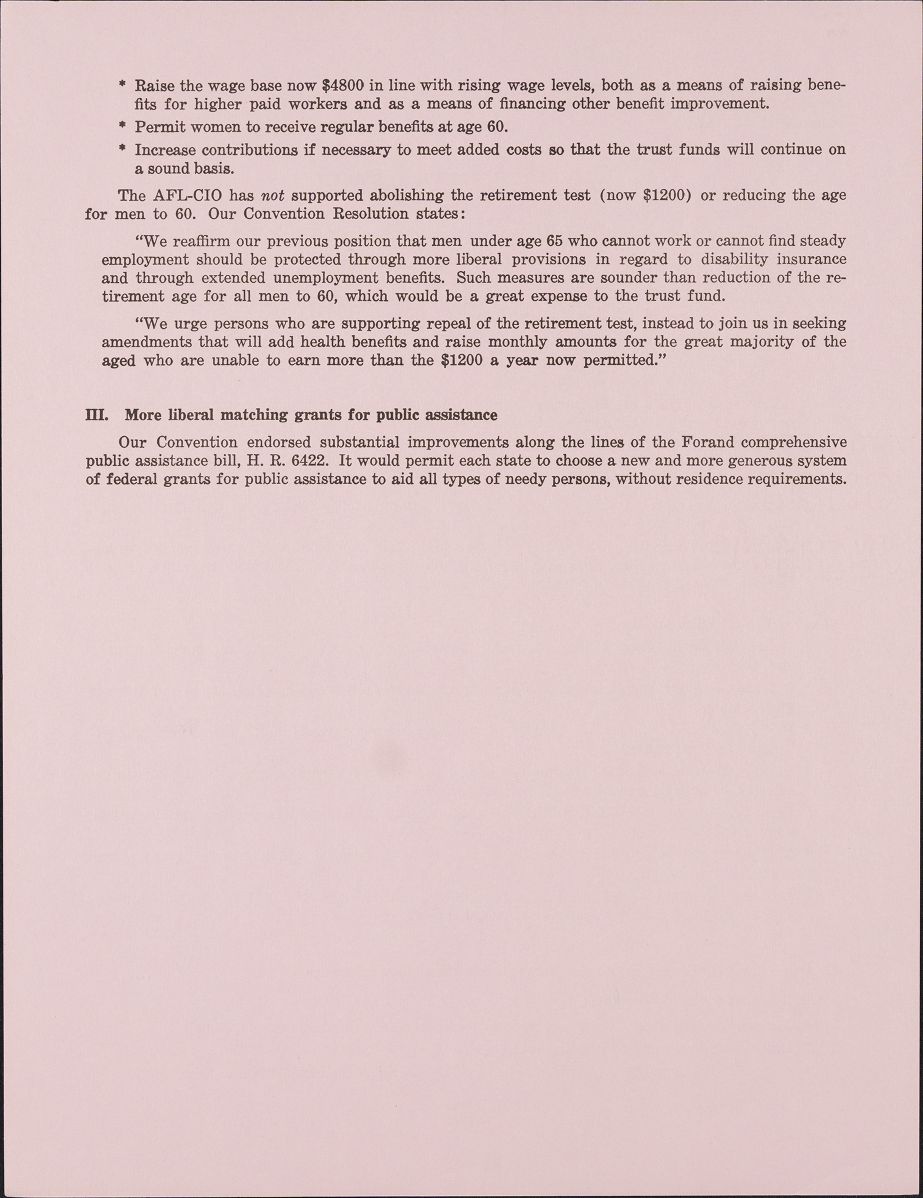 * Raise the wage base now $4800 in line with rising wage levels, both as a means of raising bene-
fits for higher paid workers and as a means of financing other benefit improvement.
* Permit women to receive regular benefits at age 60.
* Increase contributions if necessary to meet added costs so that the trust funds will continue on
a sound basis.
The AFL-CIO has not supported abolishing the retirement test (now $1200) or reducing the age
for men to 60. Our Convention Resolution states:
"We reaffirm our previous position that men under age 65 who cannot work or cannot find steady
employment should be protected through more liberal provisions in regard to disability insurance
and through extended unemployment benefits. Such measures are sounder than reduction of the re-
tirement age for all men to 60, which would be a great expense to the trust fund.
"We urge persons who are supporting repeal of the retirement test, instead to join us in seeking
amendments that will add health benefits and raise monthly amounts for the great majority of the
aged who are unable to earn more than the $1200 a year now permitted."
III. More liberal matching grants for public assistance
Our Convention endorsed substantial improvements along the lines of the Forand comprehensive
public assistance bill, H. R. 6422. It would permit each state to choose a new and more generous system
of federal grants for public assistance to aid all types of needy persons, without residence requirements.